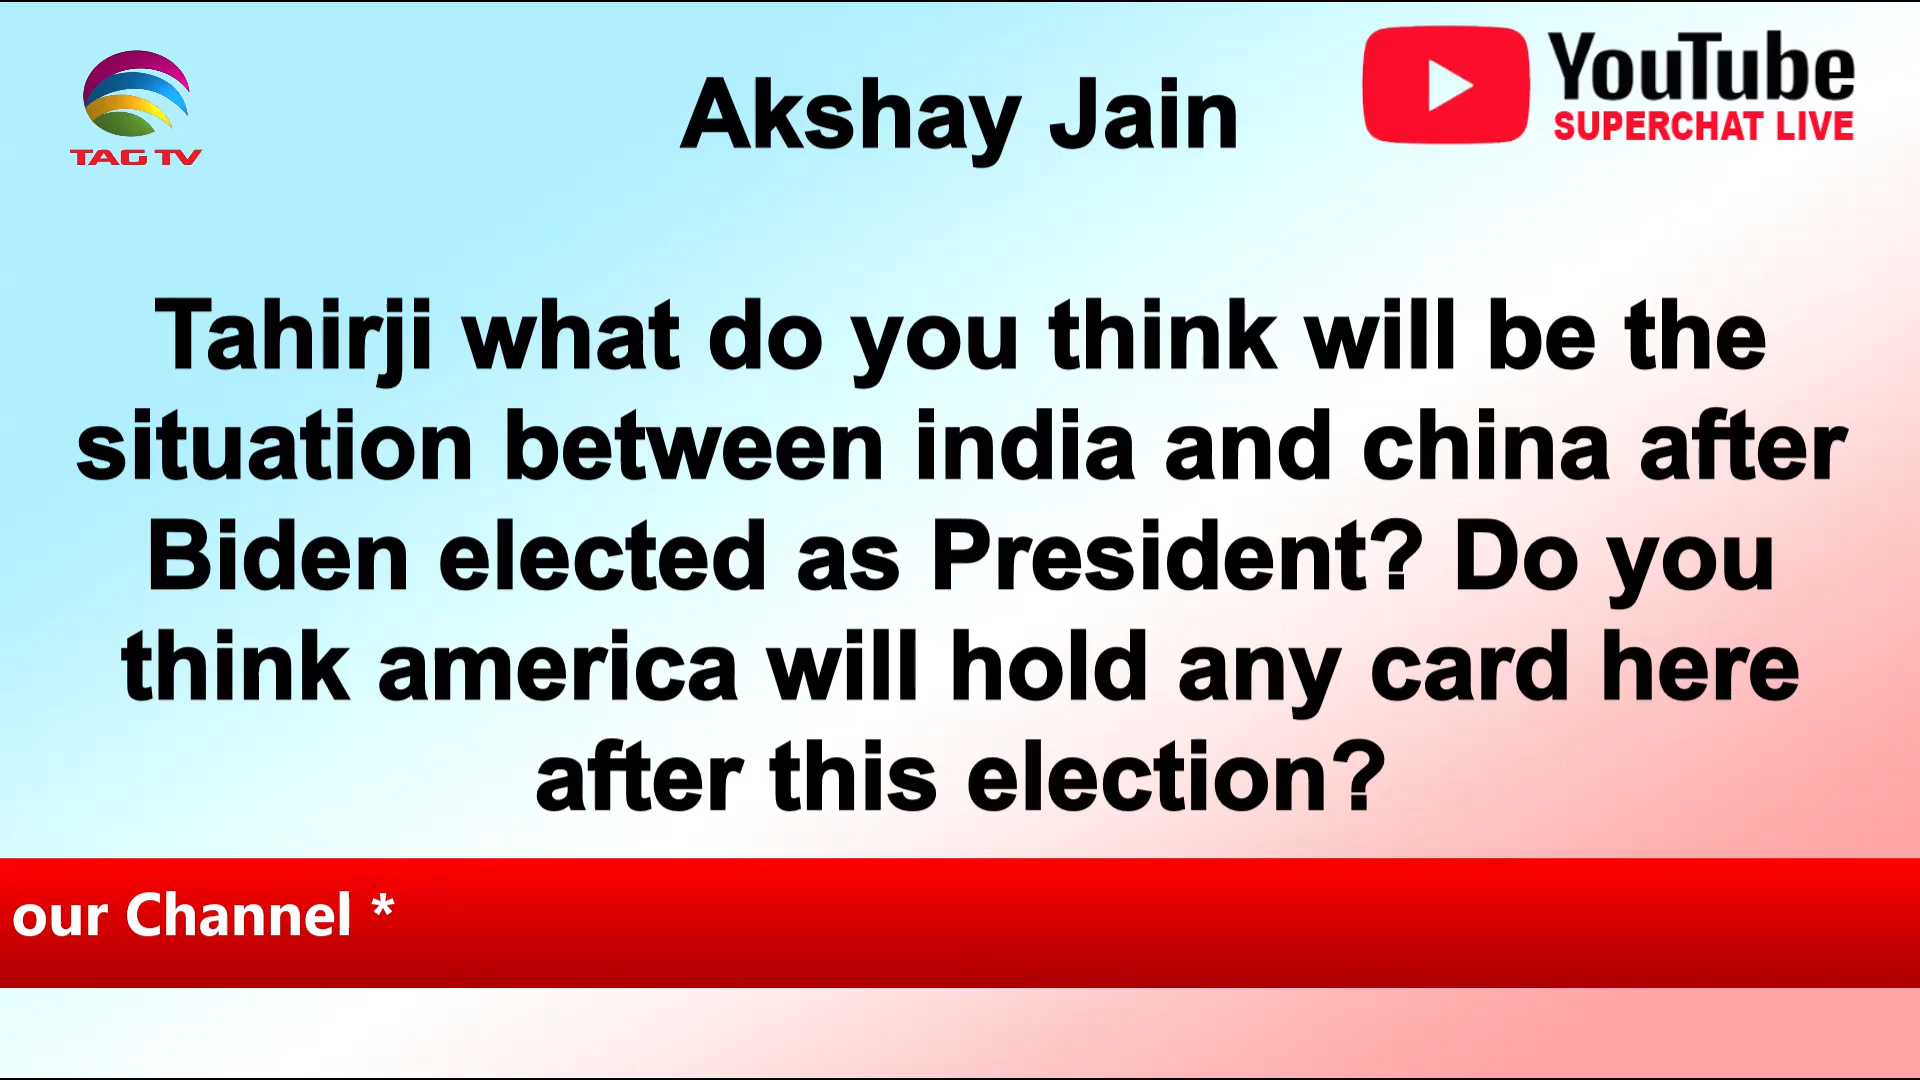 TAG TV
Akshay Jain
YouTube
SUPERCHAT LIVE
Tahirji what do you think will be the
situation between india and china after
Biden elected as President? Do you
think america will hold any card here
after this election?
our Channel *